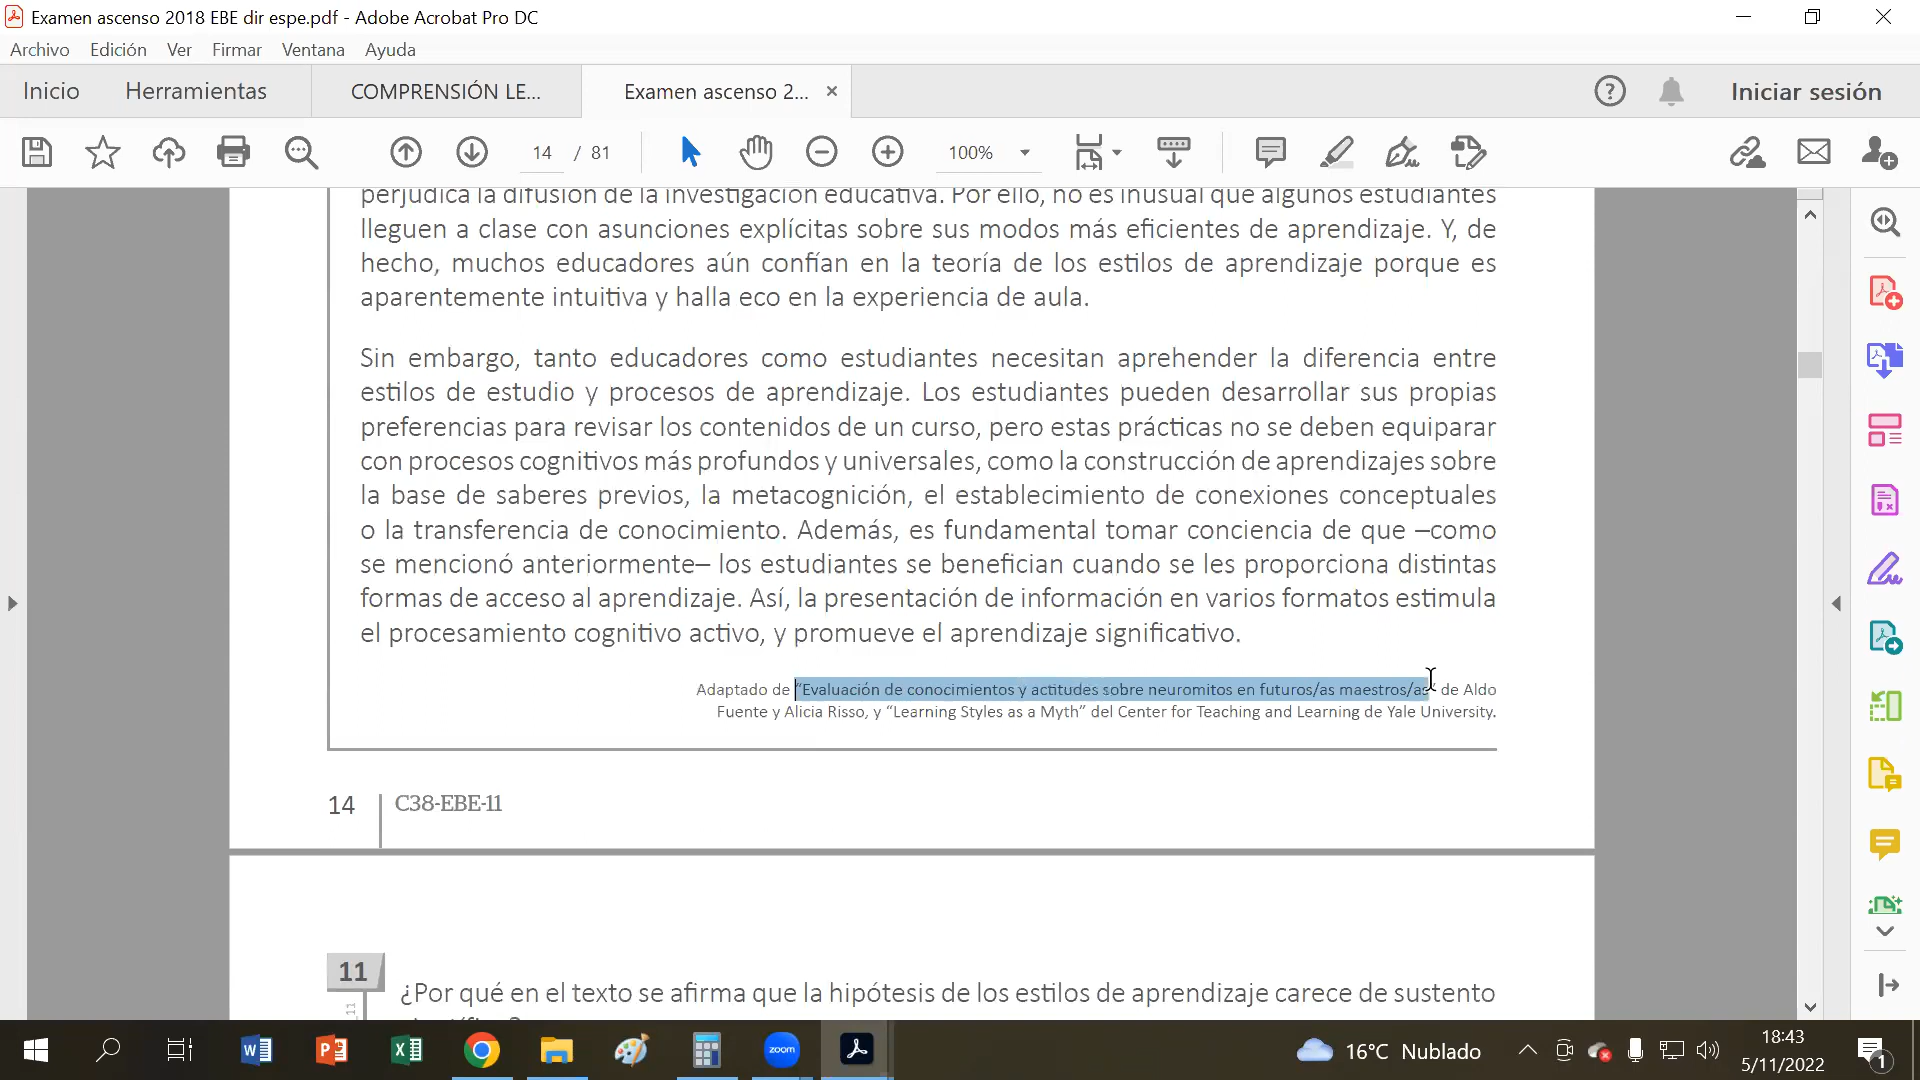 Examen ascenso 2018 EBE dir espe.pdf - Adobe Acrobat Pro DC
Archivo Edición Ver Firmar Ventana Ayuda
Inicio Herramientas COMPRENSIÓN LE... Examen ascenso 2... × Iniciar sesión
14 / 81 100%
perjudica la difusión de la investigación educativa. Por ello, no es inusual que algunos estudiantes
lleguen a clase con asunciones explícitas sobre sus modos más eficientes de aprendizaje. Y, de
hecho, muchos educadores aún confían en la teoría de los estilos de aprendizaje porque es
aparentemente intuitiva y halla eco en la experiencia de aula.
Sin embargo, tanto educadores como estudiantes necesitan aprehender la diferencia entre
estilos de estudio y procesos de aprendizaje. Los estudiantes pueden desarrollar sus propias
preferencias para revisar los contenidos de un curso, pero estas prácticas no se deben equiparar
con procesos cognitivos más profundos y universales, como la construcción de aprendizajes sobre
la base de saberes previos, la metacognición, el establecimiento de conexiones conceptuales
o la transferencia de conocimiento. Además, es fundamental tomar conciencia de que –como
se mencionó anteriormente– los estudiantes se benefician cuando se les proporciona distintas
formas de acceso al aprendizaje. Así, la presentación de información en varios formatos estimula
el procesamiento cognitivo activo, y promueve el aprendizaje significativo.
Adaptado de “Evaluación de conocimientos y actitudes sobre neuromitos en futuros/as maestros/as” de Aldo
Fuente y Alicia Risso, y “Learning Styles as a Myth” del Center for Teaching and Learning de Yale University.
14 C38-EBE-11
11
¿Por qué en el texto se afirma que la hipótesis de los estilos de aprendizaje carece de sustento
zoom
16°C Nublado
18:43
5/11/2022
1